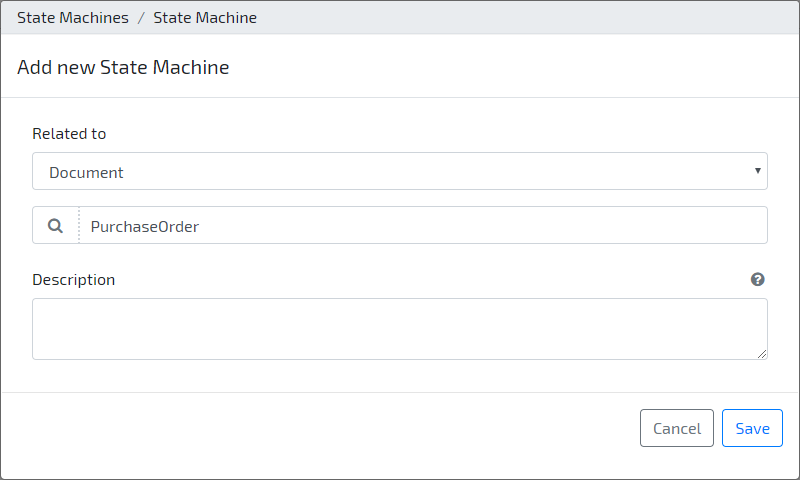 State Machines / State Machine
Add new State Machine
Related to
Document
PurchaseOrder
Description
Cancel Save